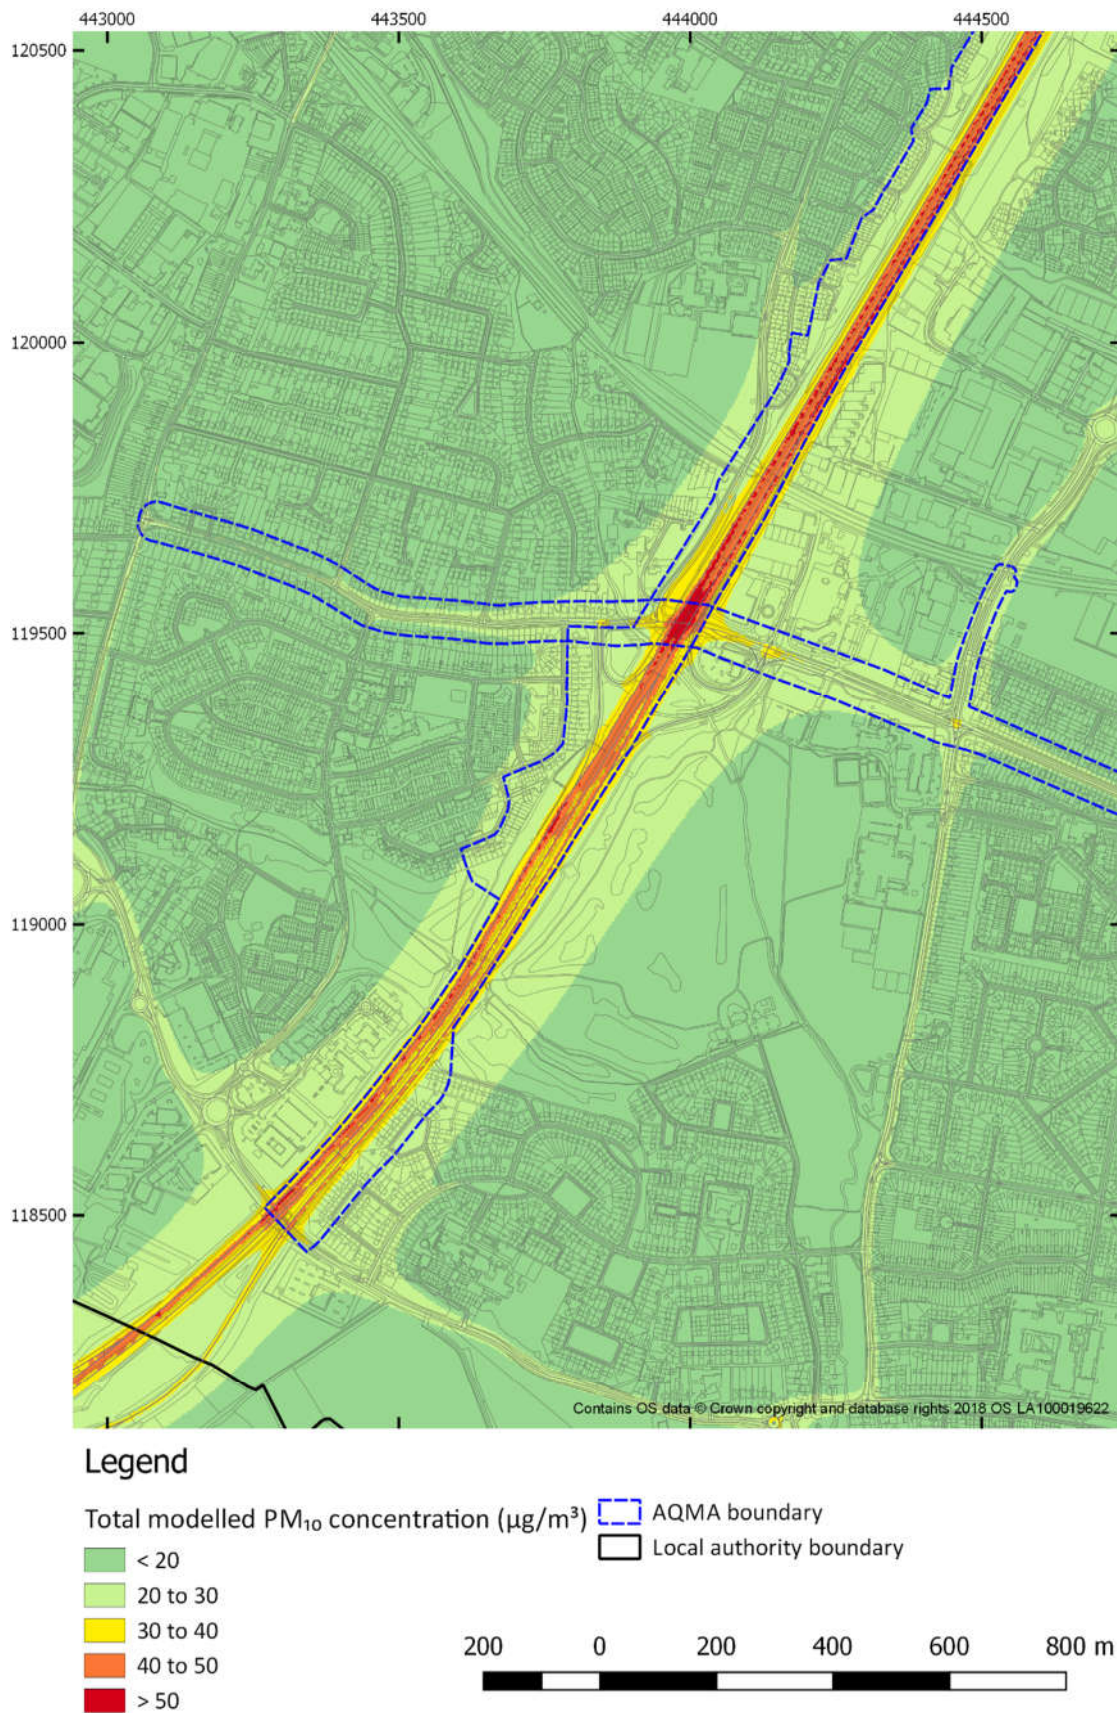 443000 443500 444000 444500
120500
120000
119500
119000
118500
Contains OS data © Crown copyright and database rights 2018 OS LA100019622
Legend
Total modelled PM₁₀ concentration (µg/m³)
< 20
20 to 30
30 to 40
40 to 50
> 50
AQMA boundary
Local authority boundary
200 0 200 400 600 800 m